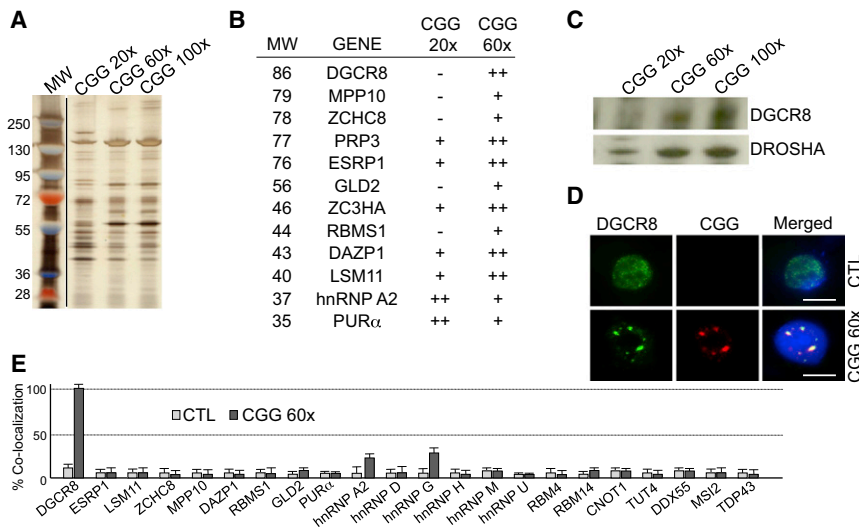 A
MW
CGG 20x
CGG 60x
CGG 100x
250
130
95
72
55
36
28
B
MW GENE CGG 20x CGG 60x
86 DGCR8 - ++
79 MPP10 - +
78 ZCHC8 - +
77 PRP3 + ++
76 ESRP1 + ++
56 GLD2 - +
46 ZC3HA + ++
44 RBMS1 - +
43 DAZP1 + ++
40 LSM11 + ++
37 hnRNP A2 ++ +
35 PURα ++ +
C
CGG 20x
CGG 60x
CGG 100x
DGCR8
DROSHA
D
DGCR8 CGG Merged
CTL
CGG 60x
E
% Co-localization
100
50
0
CTL CGG 60x
DGCR8
ESRP1
LSM11
ZCHC8
MPP10
DAZP1
RBMS1
GLD2
PURα
hnRNP A2
hnRNP D
hnRNP G
hnRNP H
hnRNP M
hnRNP U
RBM4
RBM14
CNOT1
TUT4
DDX55
MSI2
TDP43